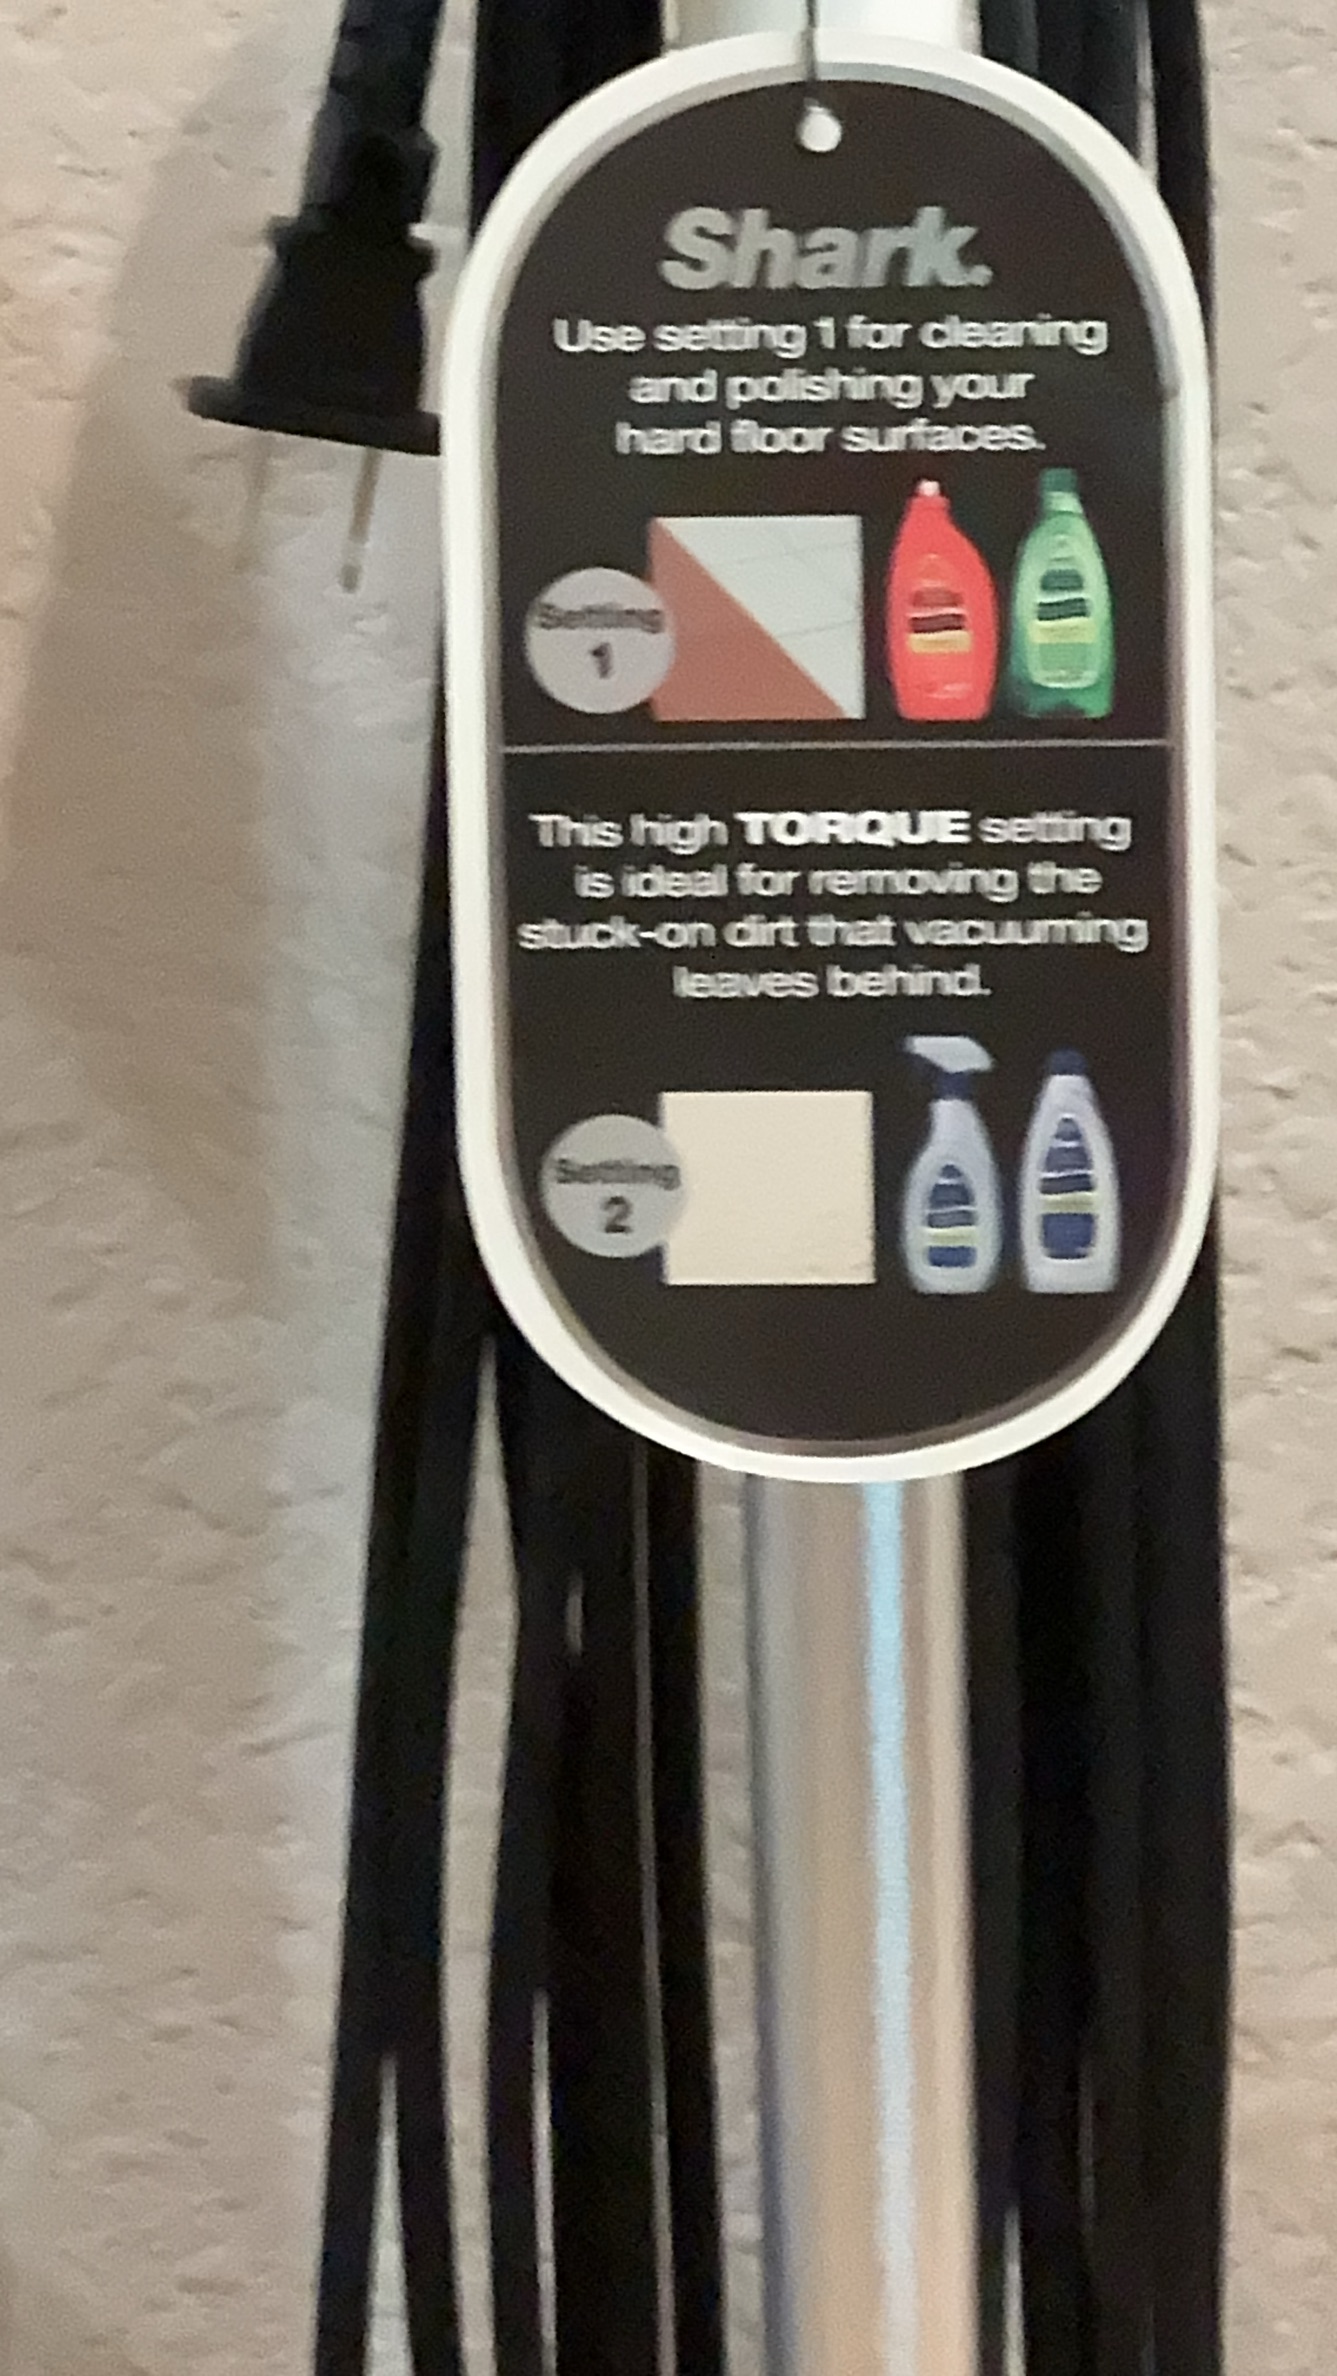 Shark.
Use setting 1 for cleaning
and polishing your
hard floor surfaces.
Setting
1
This high TORQUE setting
is ideal for removing the
stuck-on dirt that vacuuming
leaves behind.
Setting
2